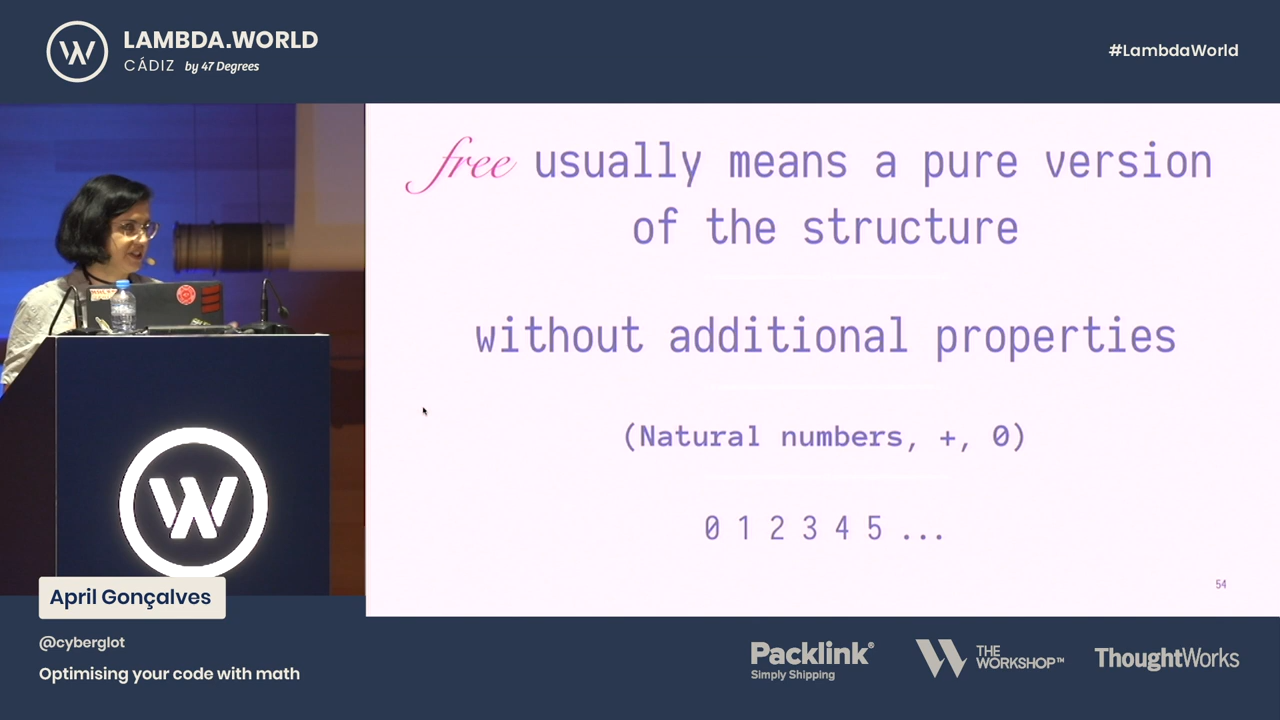 LAMBDA.WORLD
CÁDIZ by 47 Degrees
#LambdaWorld
free usually means a pure version
of the structure
without additional properties
(Natural numbers, +, 0)
0 1 2 3 4 5 ...
54
April Gonçalves
@cyberglot
Optimising your code with math
Packlink®
Simply Shipping
THE
WORKSHOP™
ThoughtWorks